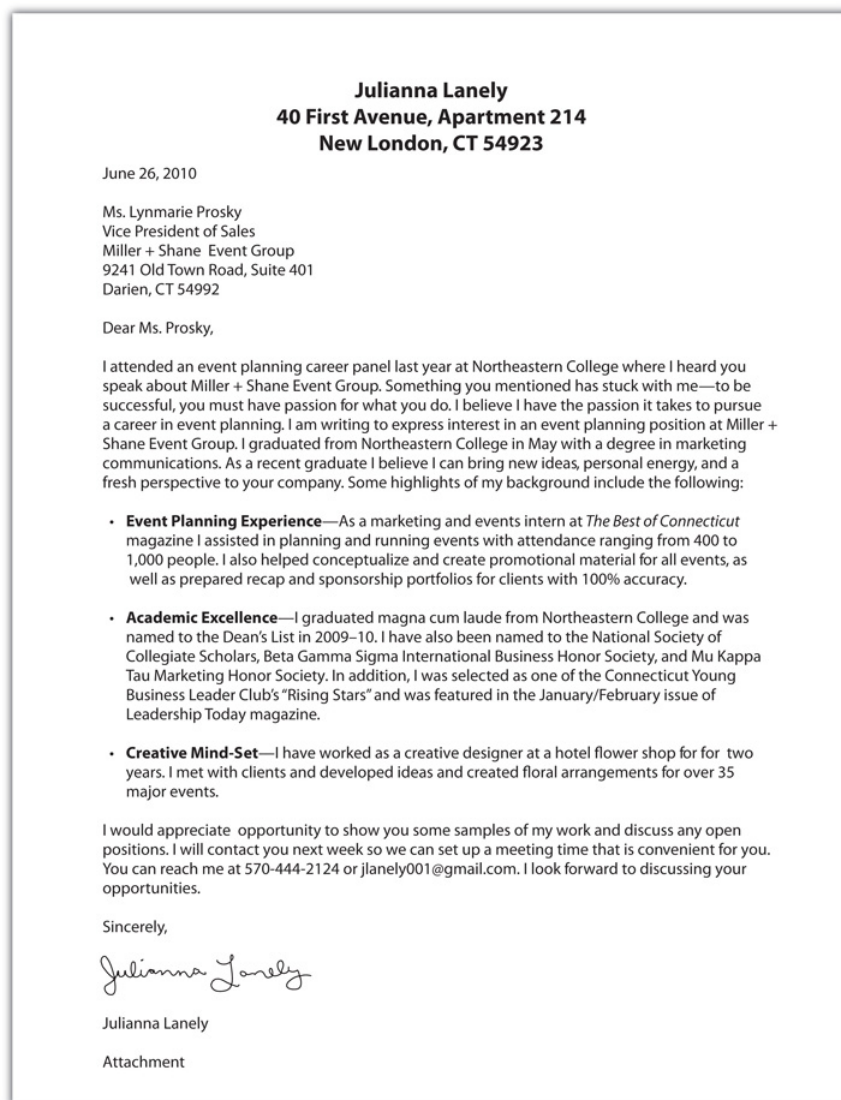 Julianna Lanely
40 First Avenue, Apartment 214
New London, CT 54923
June 26, 2010
Ms. Lynmarie Prosky
Vice President of Sales
Miller + Shane Event Group
9241 Old Town Road, Suite 401
Darien, CT 54992
Dear Ms. Prosky,
I attended an event planning career panel last year at Northeastern College where I heard you
speak about Miller + Shane Event Group. Something you mentioned has stuck with me—to be
successful, you must have passion for what you do. I believe I have the passion it takes to pursue
a career in event planning. I am writing to express interest in an event planning position at Miller +
Shane Event Group. I graduated from Northeastern College in May with a degree in marketing
communications. As a recent graduate I believe I can bring new ideas, personal energy, and a
fresh perspective to your company. Some highlights of my background include the following:
• Event Planning Experience—As a marketing and events intern at The Best of Connecticut
magazine I assisted in planning and running events with attendance ranging from 400 to
1,000 people. I also helped conceptualize and create promotional material for all events, as
well as prepared recap and sponsorship portfolios for clients with 100% accuracy.
• Academic Excellence—I graduated magna cum laude from Northeastern College and was
named to the Dean's List in 2009–10. I have also been named to the National Society of
Collegiate Scholars, Beta Gamma Sigma International Business Honor Society, and Mu Kappa
Tau Marketing Honor Society. In addition, I was selected as one of the Connecticut Young
Business Leader Club's "Rising Stars" and was featured in the January/February issue of
Leadership Today magazine.
• Creative Mind-Set—I have worked as a creative designer at a hotel flower shop for for two
years. I met with clients and developed ideas and created floral arrangements for over 35
major events.
I would appreciate opportunity to show you some samples of my work and discuss any open
positions. I will contact you next week so we can set up a meeting time that is convenient for you.
You can reach me at 570-444-2124 or jlanely001@gmail.com. I look forward to discussing your
opportunities.
Sincerely,
Julianna Lanely
Julianna Lanely
Attachment